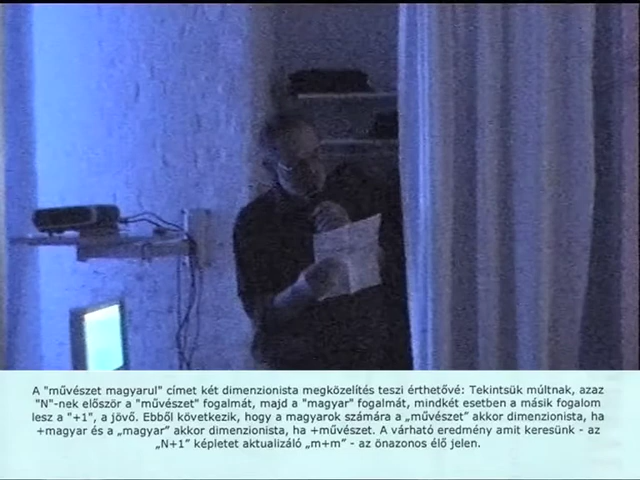 A "művészet magyarul" címet két dimenzionista megközelítés teszi érthetővé: Tekintsük múltnak, azaz
"N"-nek először a "művészet" fogalmát, majd a "magyar" fogalmát, mindkét esetben a másik fogalom
lesz a "+1", a jövő. Ebből következik, hogy a magyarok számára a „művészet” akkor dimenzionista, ha
+magyar és a „magyar” akkor dimenzionista, ha +művészet. A várható eredmény amit keresünk - az
„N+1” képletet aktualizáló „m+m” - az önazonos élő jelen.